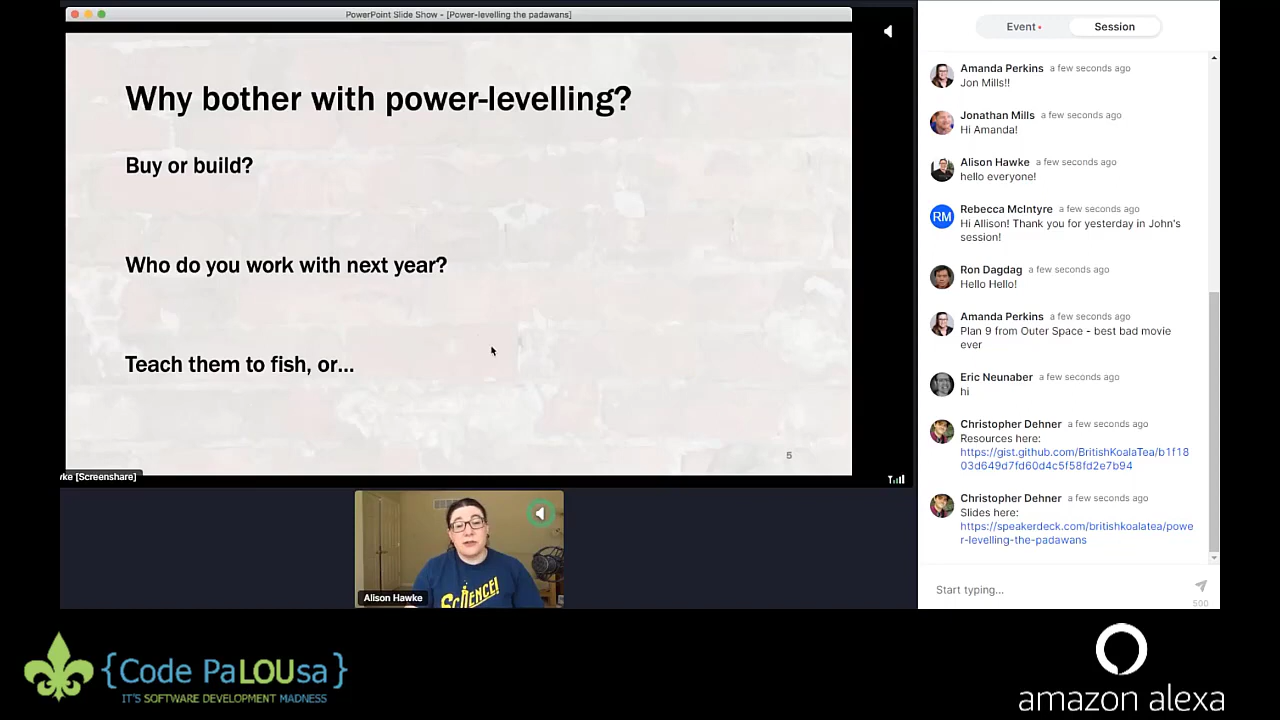 PowerPoint Slide Show - [Power-levelling the padawans]
Why bother with power-levelling?
Buy or build?
Who do you work with next year?
Teach them to fish, or...
5
wke [Screenshare]
SCIENCE!
Alison Hawke
Event
Session
Amanda Perkins a few seconds ago
Jon Mills!!
Jonathan Mills a few seconds ago
Hi Amanda!
Alison Hawke a few seconds ago
hello everyone!
RM
Rebecca McIntyre a few seconds ago
Hi Allison! Thank you for yesterday in John's
session!
Ron Dagdag a few seconds ago
Hello Hello!
Amanda Perkins a few seconds ago
Plan 9 from Outer Space - best bad movie
ever
Eric Neunaber a few seconds ago
hi
Christopher Dehner a few seconds ago
Resources here:
https://gist.github.com/BritishKoalaTea/b1f18
03d649d7fd60d4c5f58fd2e7b94
Christopher Dehner a few seconds ago
Slides here:
https://speakerdeck.com/britishkoalatea/powe
r-levelling-the-padawans
Start typing...
500
{Code PaLOUsa}
IT'S SOFTWARE DEVELOPMENT MADNESS
amazon alexa